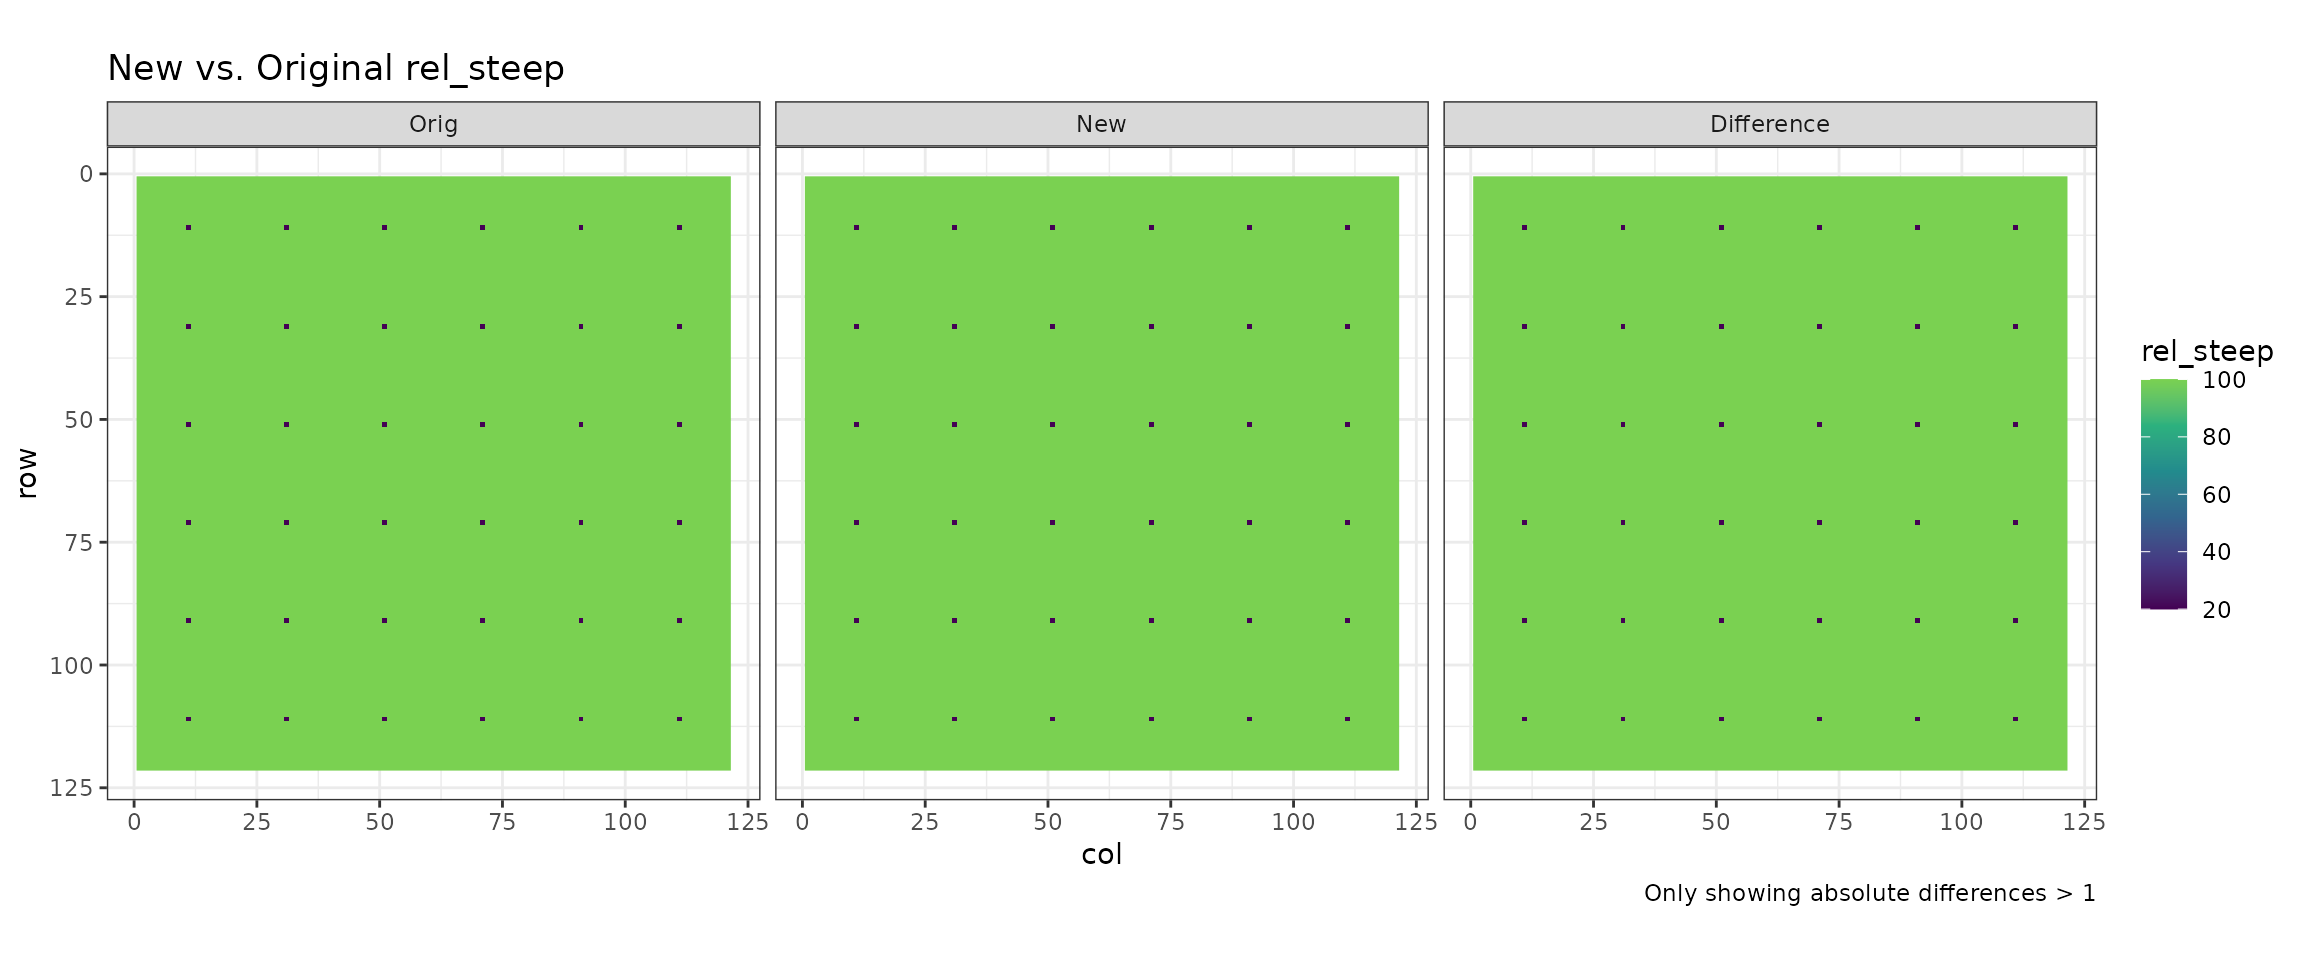 New vs. Original rel_steep
Orig New Difference
0
25
50
75
100
125
row
0 25 50 75 100 125 0 25 50 75 100 125 0 25 50 75 100 125
col
rel_steep
100
80
60
40
20
Only showing absolute differences > 1